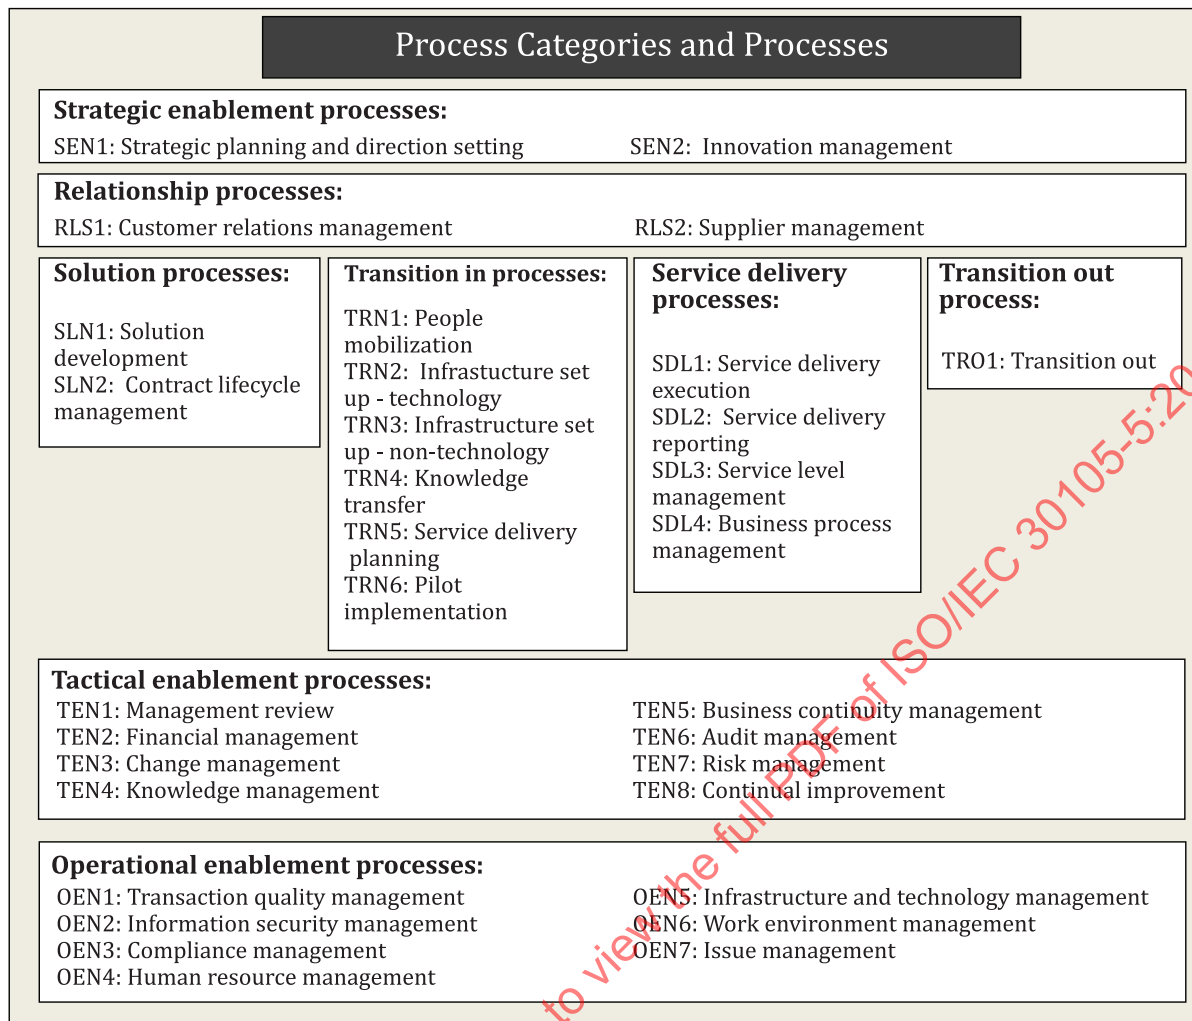 Process Categories and Processes
Strategic enablement processes:
SEN1: Strategic planning and direction setting
SEN2: Innovation management
Relationship processes:
RLS1: Customer relations management
RLS2: Supplier management
Solution processes:
SLN1: Solution
development
SLN2: Contract lifecycle
management
Transition in processes:
TRN1: People
mobilization
TRN2: Infrastucture set
up - technology
TRN3: Infrastructure set
up - non-technology
TRN4: Knowledge
transfer
TRN5: Service delivery
planning
TRN6: Pilot
implementation
Service delivery
processes:
SDL1: Service delivery
execution
SDL2: Service delivery
reporting
SDL3: Service level
management
SDL4: Business process
management
Transition out
process:
TRO1: Transition out
Tactical enablement processes:
TEN1: Management review
TEN2: Financial management
TEN3: Change management
TEN4: Knowledge management
TEN5: Business continuity management
TEN6: Audit management
TEN7: Risk management
TEN8: Continual improvement
Operational enablement processes:
OEN1: Transaction quality management
OEN2: Information security management
OEN3: Compliance management
OEN4: Human resource management
OEN5: Infrastructure and technology management
OEN6: Work environment management
OEN7: Issue management
to view the full PDF of ISO/IEC 30105-5:20